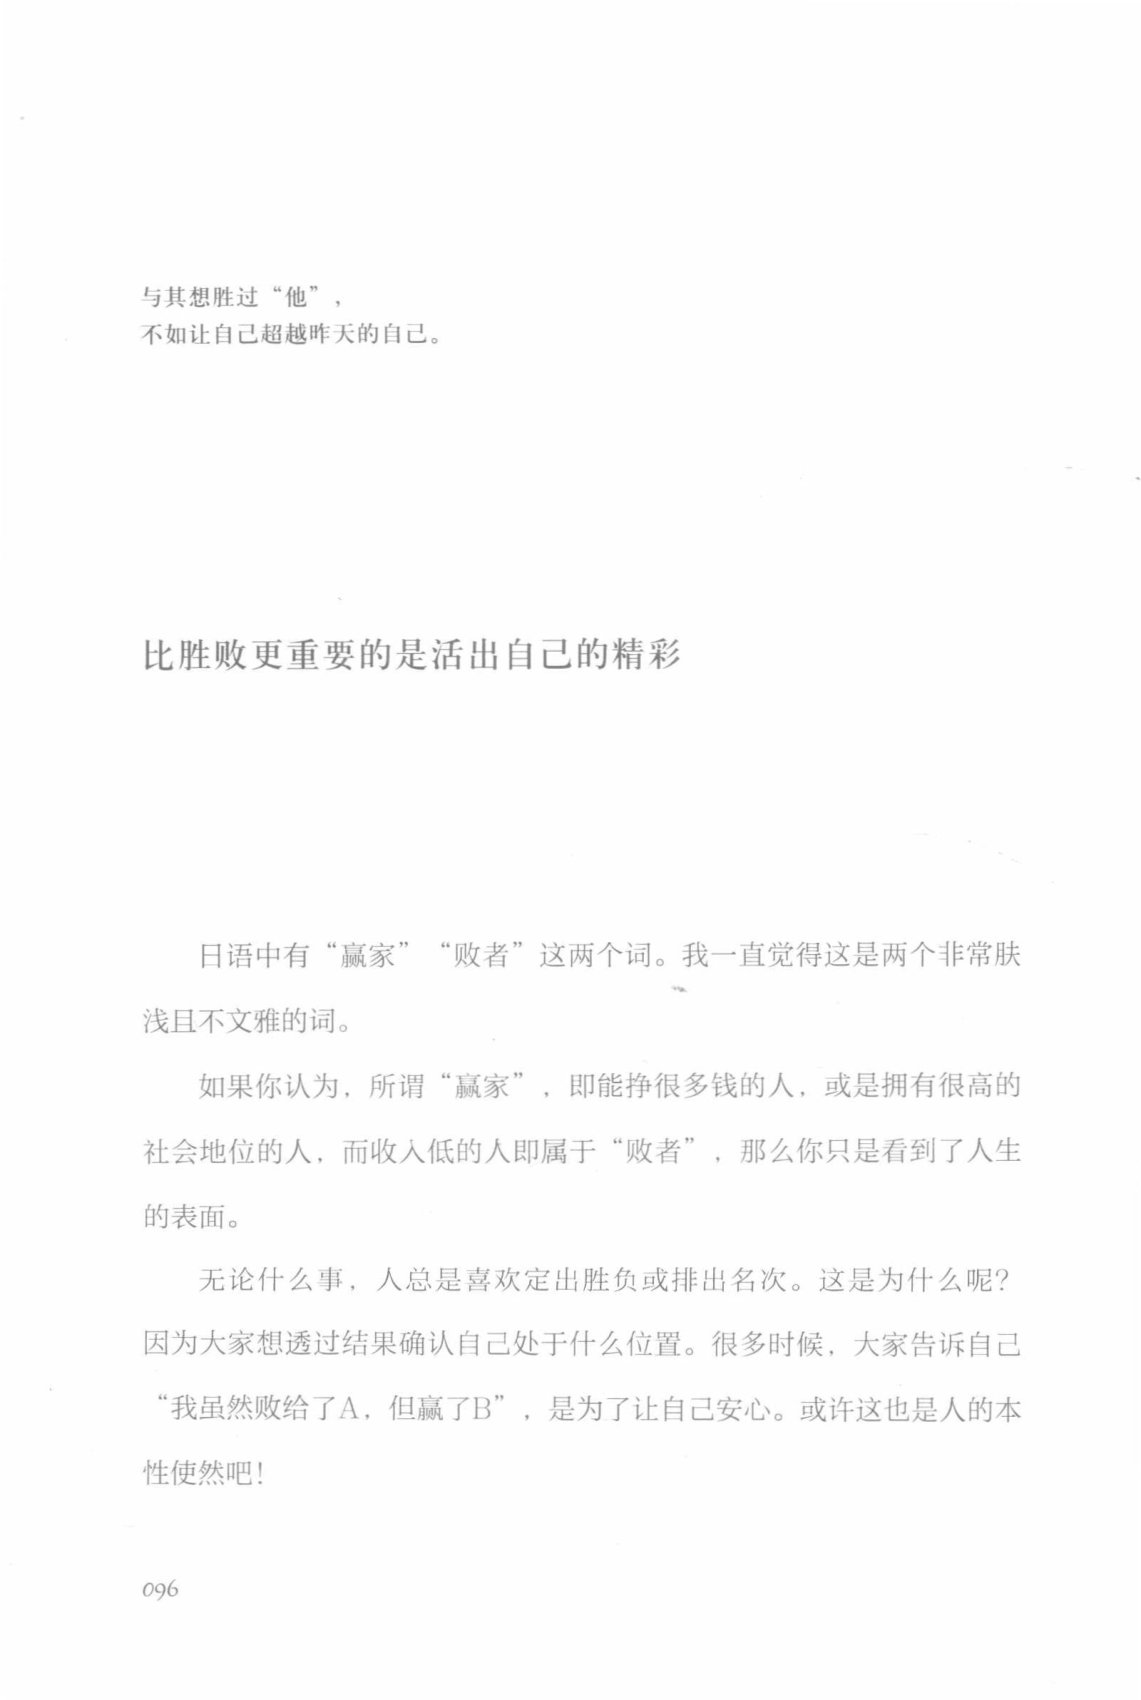 与其想胜过“他”，
不如让自己超越昨天的自己。
比胜败更重要的是活出自己的精彩
日语中有“赢家”“败者”这两个词。我一直觉得这是两个非常肤
浅且不文雅的词。
如果你认为，所谓“赢家”，即能挣很多钱的人，或是拥有很高的
社会地位的人，而收入低的人即属于“败者”，那么你只是看到了人生
的表面。
无论什么事，人总是喜欢定出胜负或排出名次。这是为什么呢？
因为大家想透过结果确认自己处于什么位置。很多时候，大家告诉自己
“我虽然败给了A，但赢了B”，是为了让自己安心。或许这也是人的本
性使然吧！
096